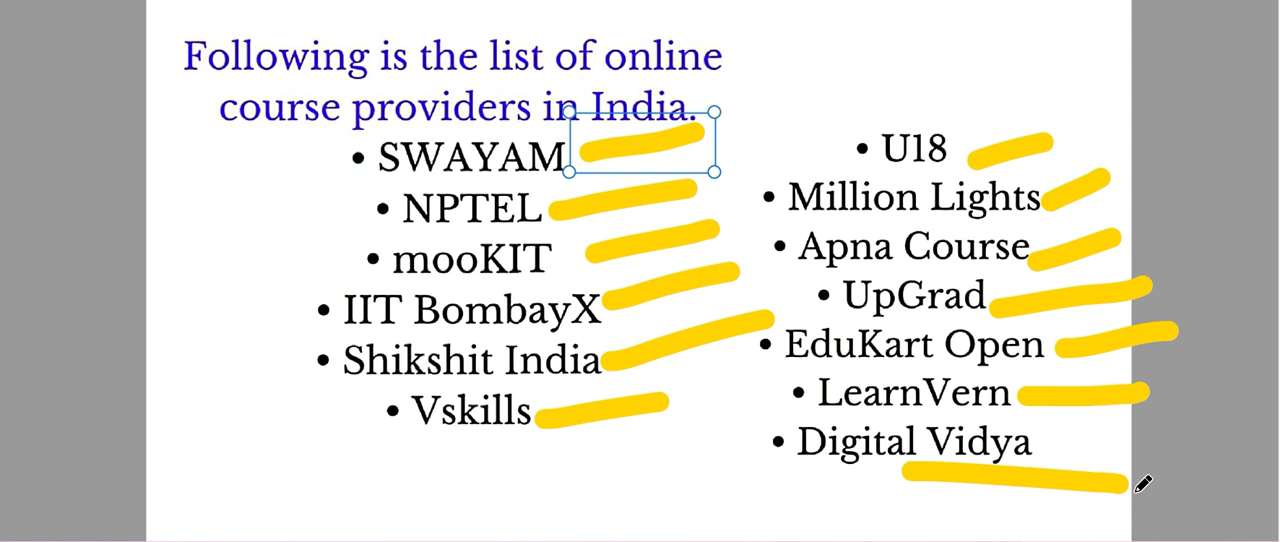 Following is the list of online
course providers in India.
• SWAYAM
• NPTEL
• mooKIT
• IIT BombayX
• Shikshit India
• Vskills
• U18
• Million Lights
• Apna Course
• UpGrad
• EduKart Open
• LearnVern
• Digital Vidya